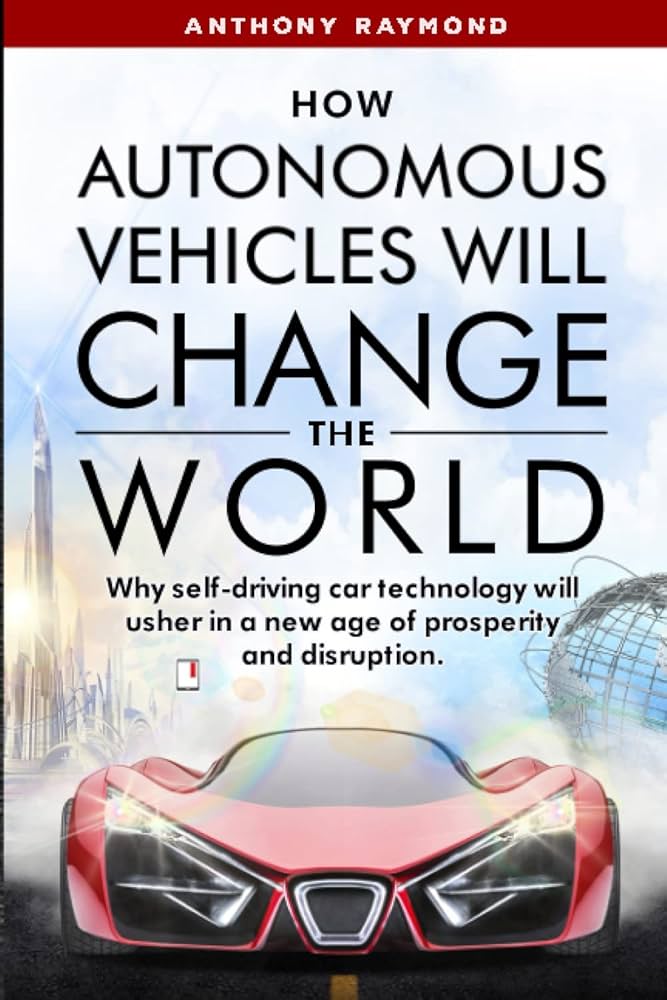 ANTHONY RAYMOND
HOW
AUTONOMOUS
VEHICLES WILL
CHANGE
THE
WORLD
Why self-driving car technology will
usher in a new age of prosperity
and disruption.